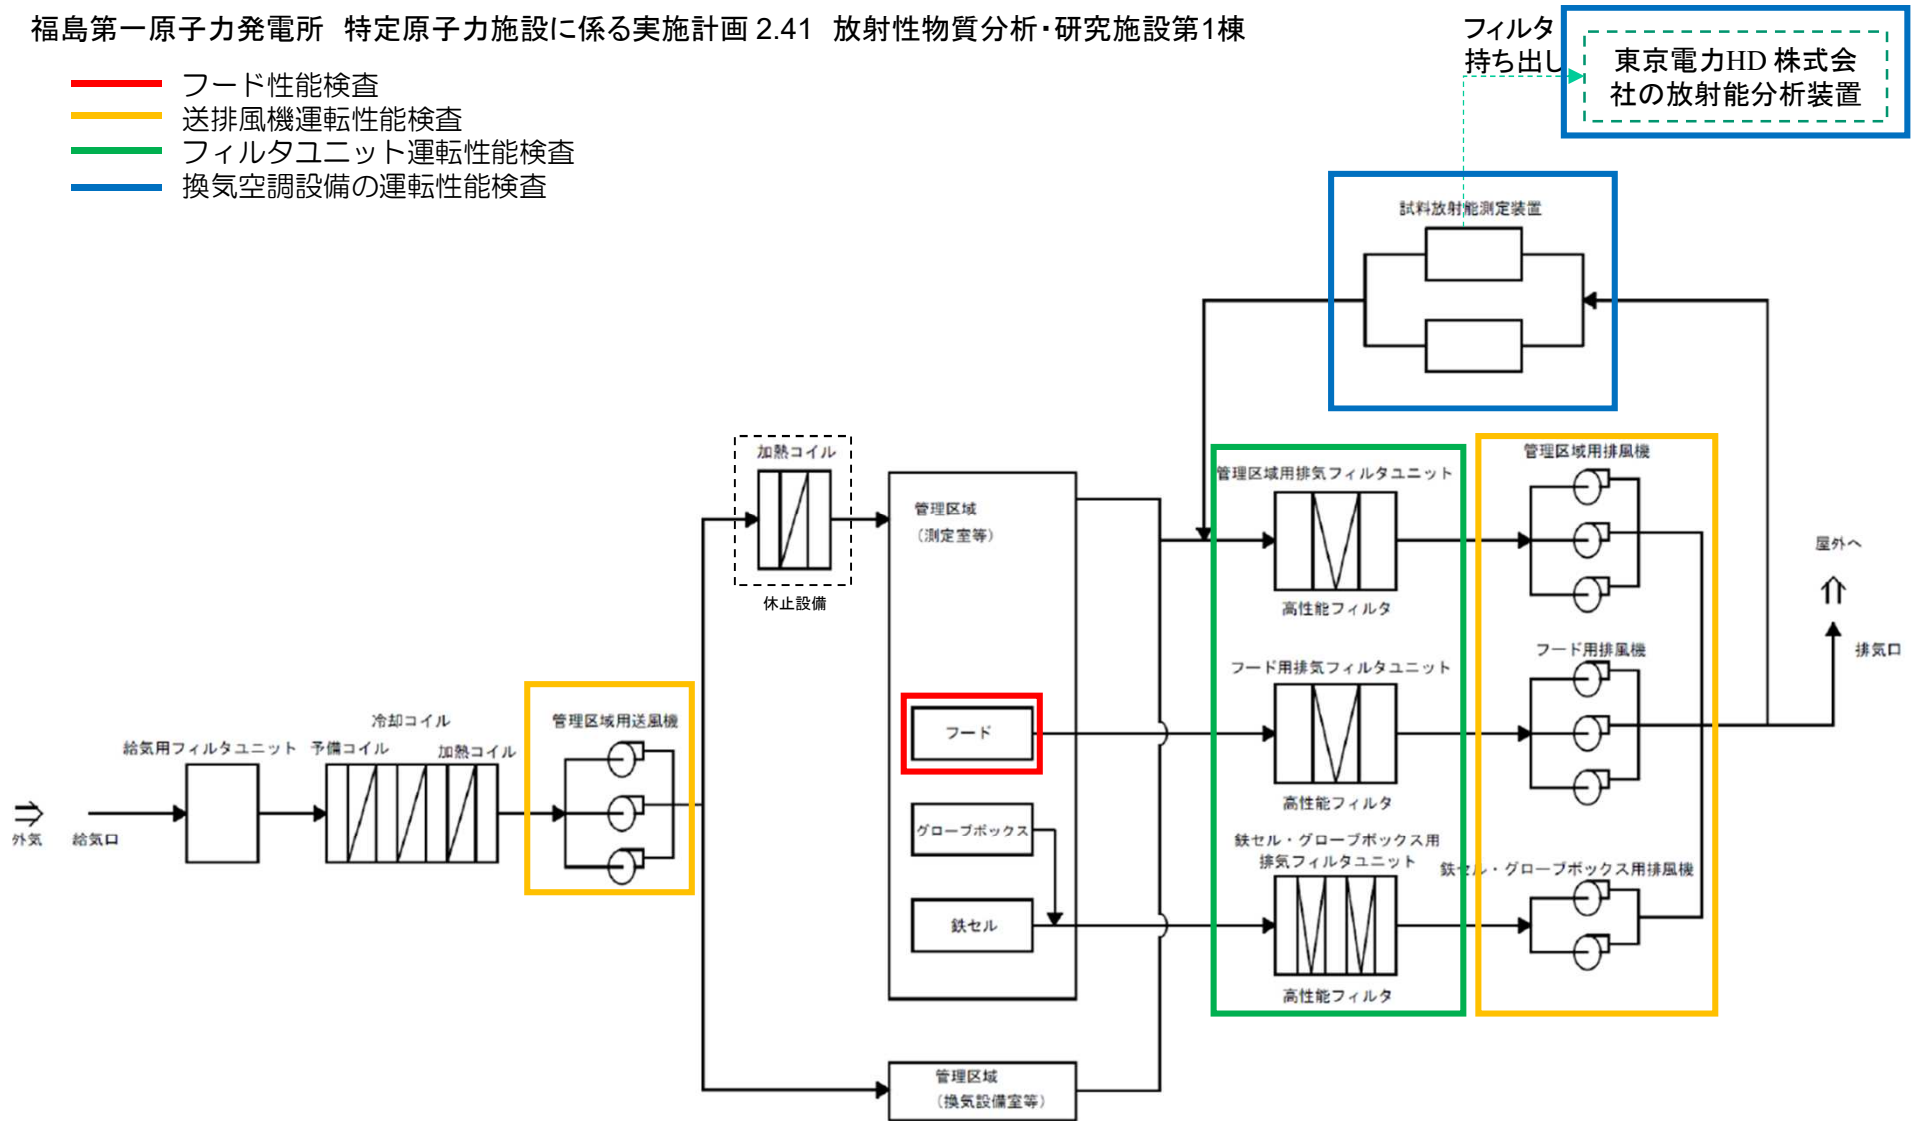 福島第一原子力発電所 特定原子力施設に係る実施計画 2.41 放射性物質分析・研究施設第1棟
フード性能検査
送排風機運転性能検査
フィルタユニット運転性能検査
換気空調設備の運転性能検査
フィルタ
持ち出し
東京電力HD 株式会
社の放射能分析装置
試料放射能測定装置
加熱コイル
休止設備
管理区域
（測定室等）
管理区域用排気フィルタユニット
高性能フィルタ
管理区域用排風機
屋外へ
排気口
フード用排気フィルタユニット
高性能フィルタ
フード用排風機
フード
グローブボックス
鉄セル
鉄セル・グローブボックス用
排気フィルタユニット
高性能フィルタ
鉄セル・グローブボックス用排風機
管理区域用送風機
冷却コイル
予備コイル
加熱コイル
給気用フィルタユニット
外気
給気口
管理区域
（換気設備室等）